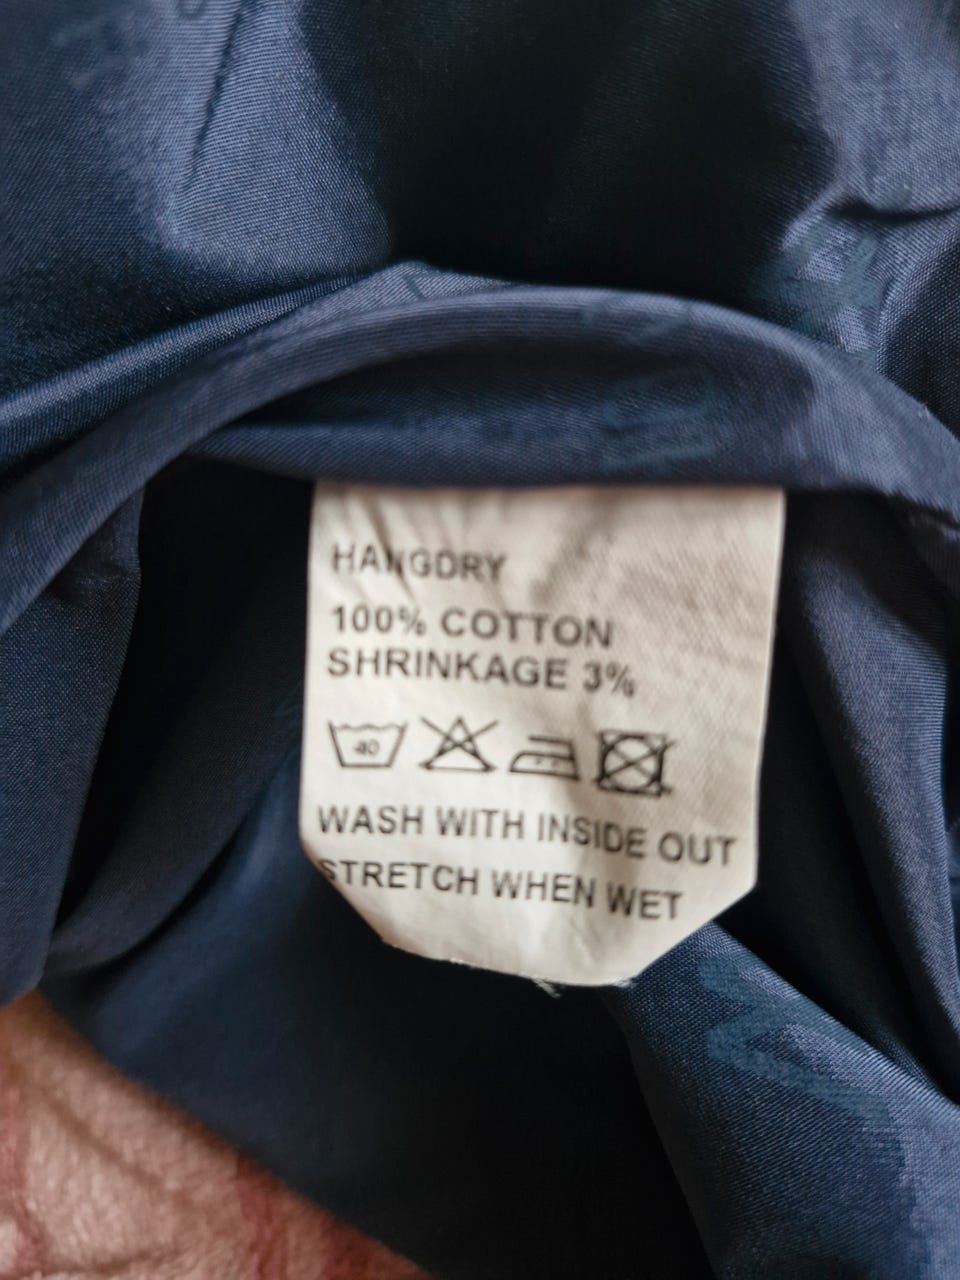 HANGDRY
100% COTTON
SHRINKAGE 3%
40
WASH WITH INSIDE OUT
STRETCH WHEN WET